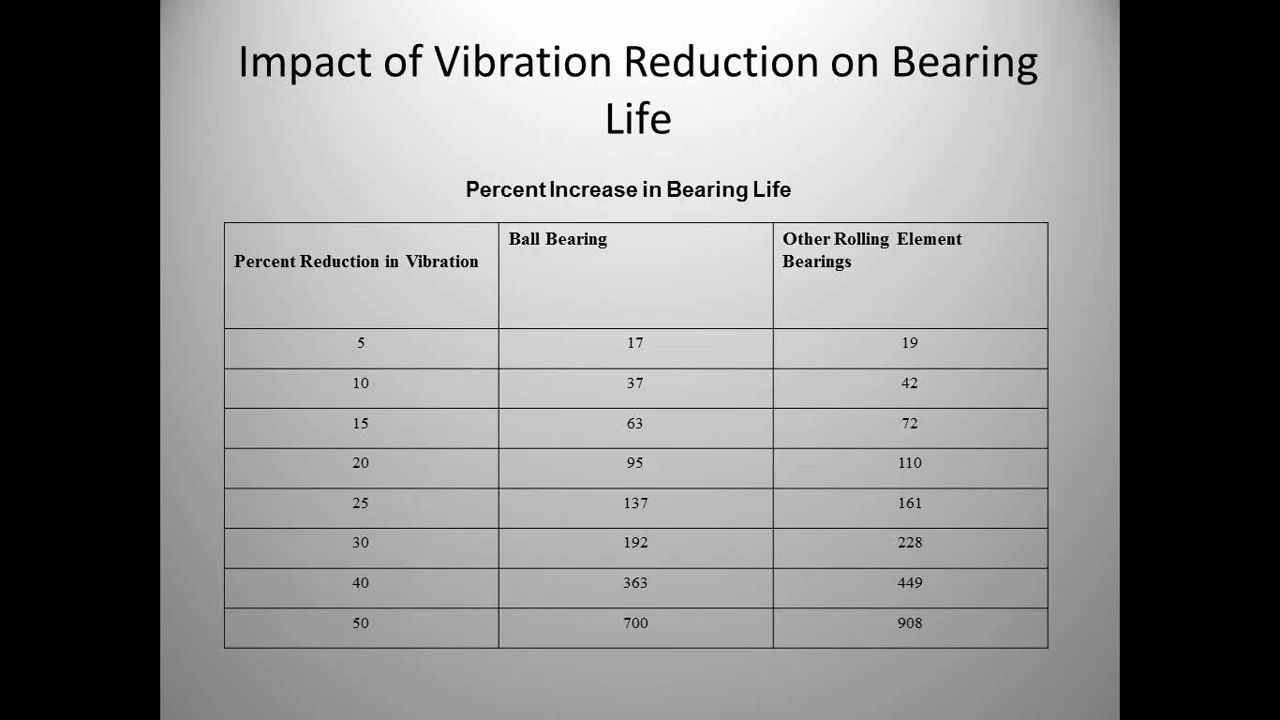 Impact of Vibration Reduction on Bearing
Life
Percent Increase in Bearing Life
Percent Reduction in Vibration
Ball Bearing
Other Rolling Element
Bearings
5 17 19
10 37 42
15 63 72
20 95 110
25 137 161
30 192 228
40 363 449
50 700 908